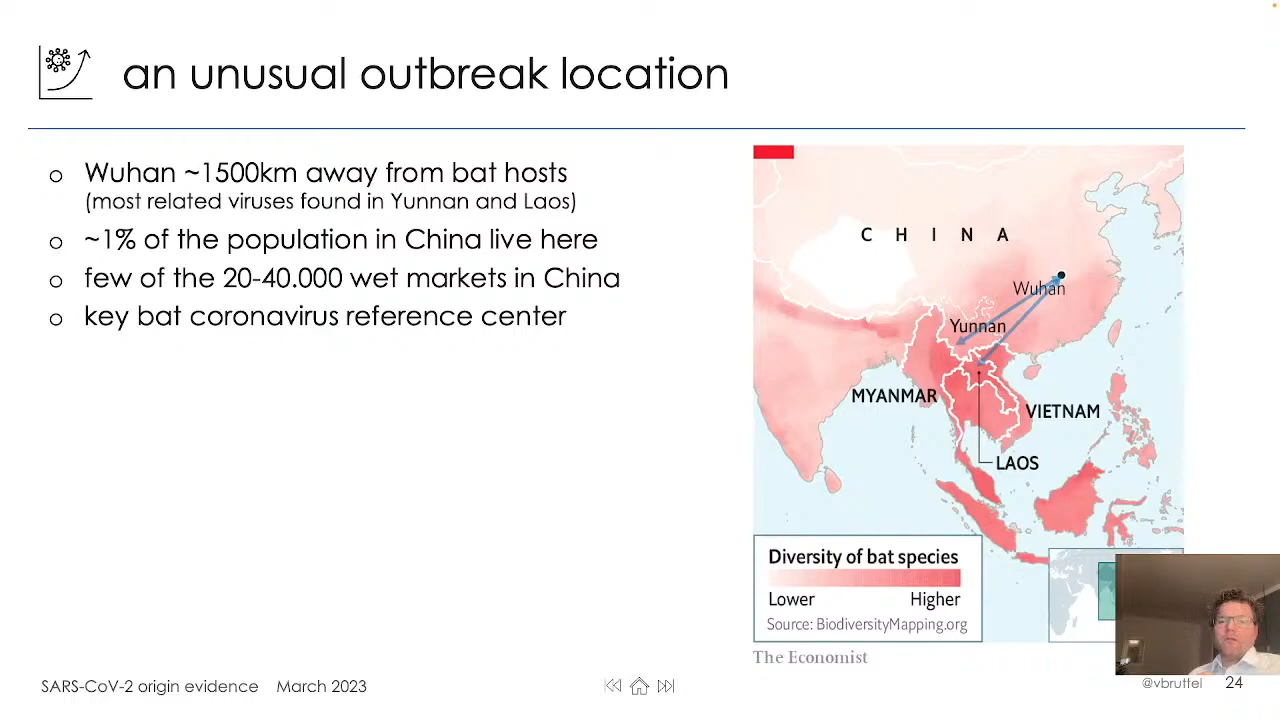 an unusual outbreak location
Wuhan ~1500km away from bat hosts
(most related viruses found in Yunnan and Laos)
~1% of the population in China live here
few of the 20-40.000 wet markets in China
key bat coronavirus reference center
CHINA
Wuhan
Yunnan
MYANMAR
VIETNAM
LAOS
Diversity of bat species
Lower Higher
Source: BiodiversityMapping.org
The Economist
SARS-CoV-2 origin evidence March 2023
@vbruttel 24